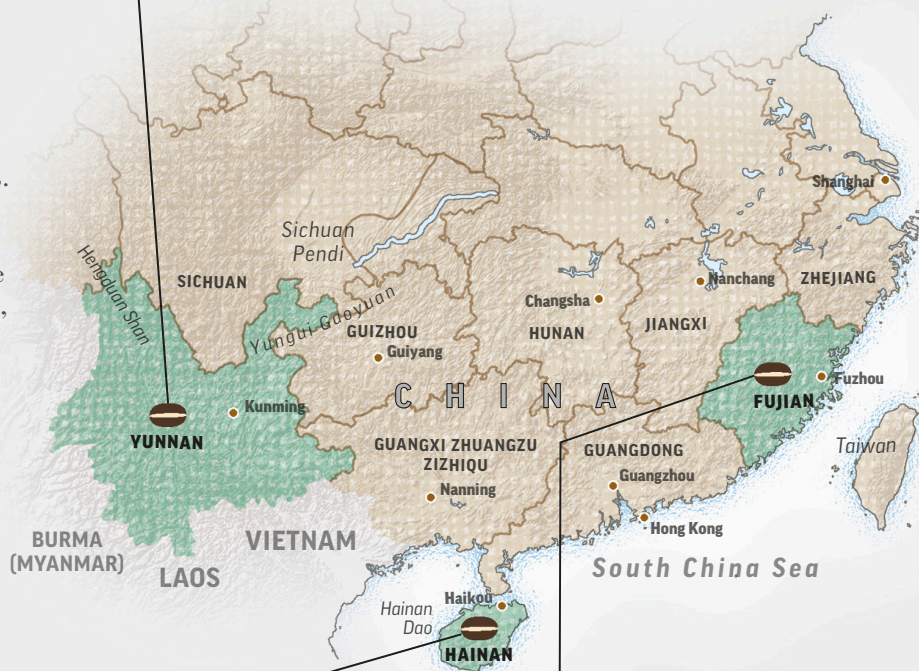 Shanghai
Sichuan
Pendi
Hengduan Shan
SICHUAN
ZHEJIANG
Nanchang
Changsha
Yungui Gaoyuan
GUIZHOU
HUNAN
JIANGXI
Guiyang
CHINA
Fuzhou
FUJIAN
Kunming
YUNNAN
GUANGXI ZHUANGZU
ZIZHIQU
GUANGDONG
Taiwan
Guangzhou
Nanning
Hong Kong
BURMA
(MYANMAR)
VIETNAM
LAOS
South China Sea
Haikou
Hainan
Dao
HAINAN